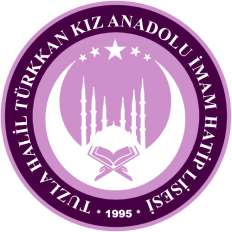 TUZLA HALİL TÜRKKAN KIZ ANADOLU İMAM HATİP LİSESİ
* 1995 *